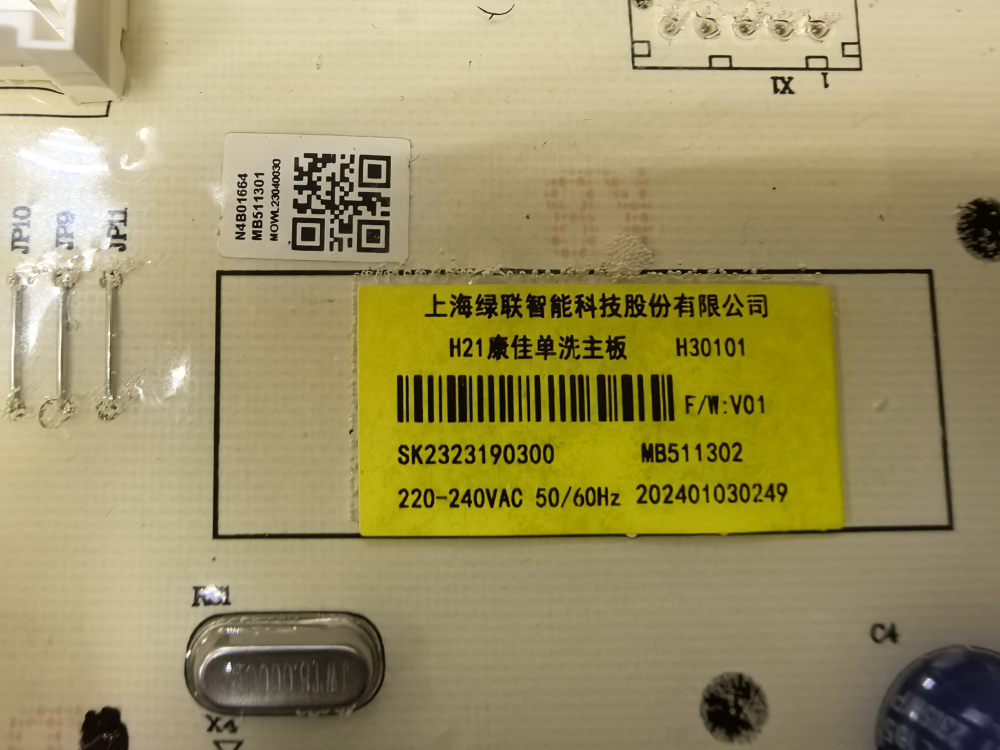 X1
1
N4B01664
MB511301
MOWL23040030
JP10
JP9
JP11
上海绿联智能科技股份有限公司
H21康佳单洗主板 H30101
F/W:V01
SK2323190300 MB511302
220-240VAC 50/60Hz 202401030249
X4
C4